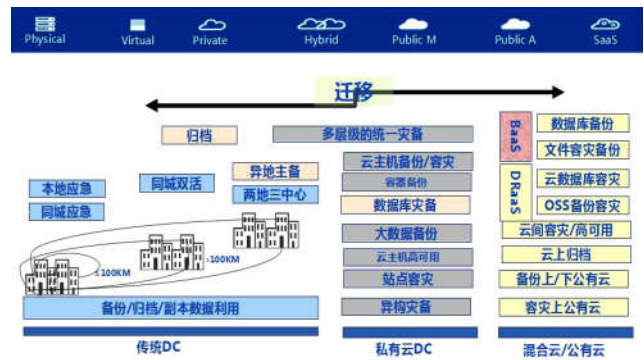 Physical
Virtual
Private
Hybrid
Public M
Public A
SaaS
迁移
归档
异地主备
本地应急
同城双活
两地三中心
同城应急
≤100KM
>100KM
备份/归档/副本数据利用
传统DC
多层级的统一灾备
云主机备份/容灾
容器备份
数据库灾备
大数据备份
云主机高可用
站点容灾
异构灾备
私有云DC
BaaS
数据库备份
文件容灾备份
DRaaS
云数据库容灾
OSS备份容灾
云间容灾/高可用
云上归档
备份上/下公有云
容灾上公有云
混合云/公有云